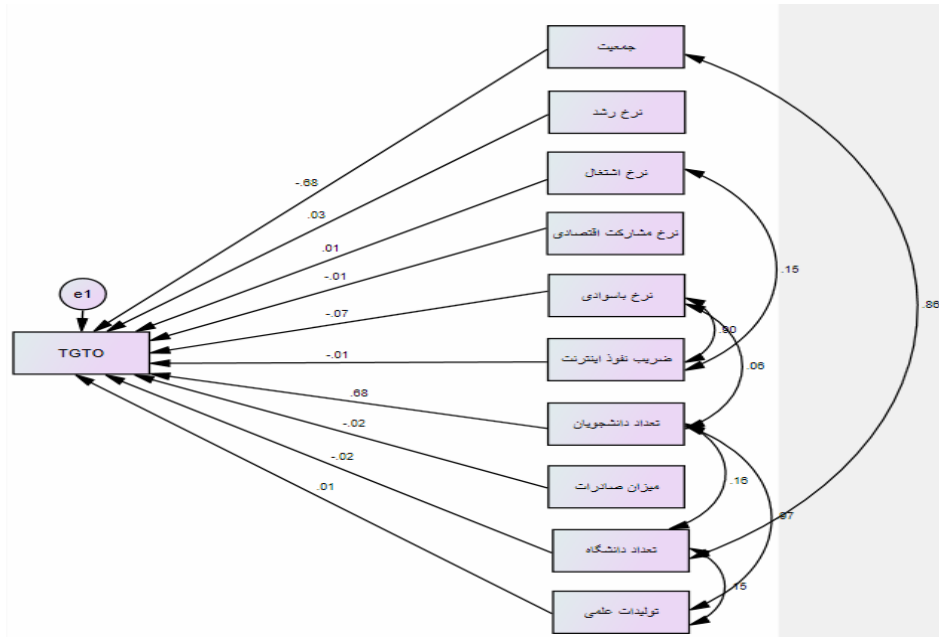 جمعیت
نرخ رشد
-.68
نرخ اشتغال
.03
نرخ مشارکت اقتصادی
.01
-.01
.15
نرخ باسوادی
e1
-.07
.86
.90
TGTO
-.01
ضریب نفوذ اینترنت
.06
.68
تعداد دانشجویان
-.02
-.02
.16
میزان صادرات
.01
.97
تعداد دانشگاه
.15
تولیدات علمی